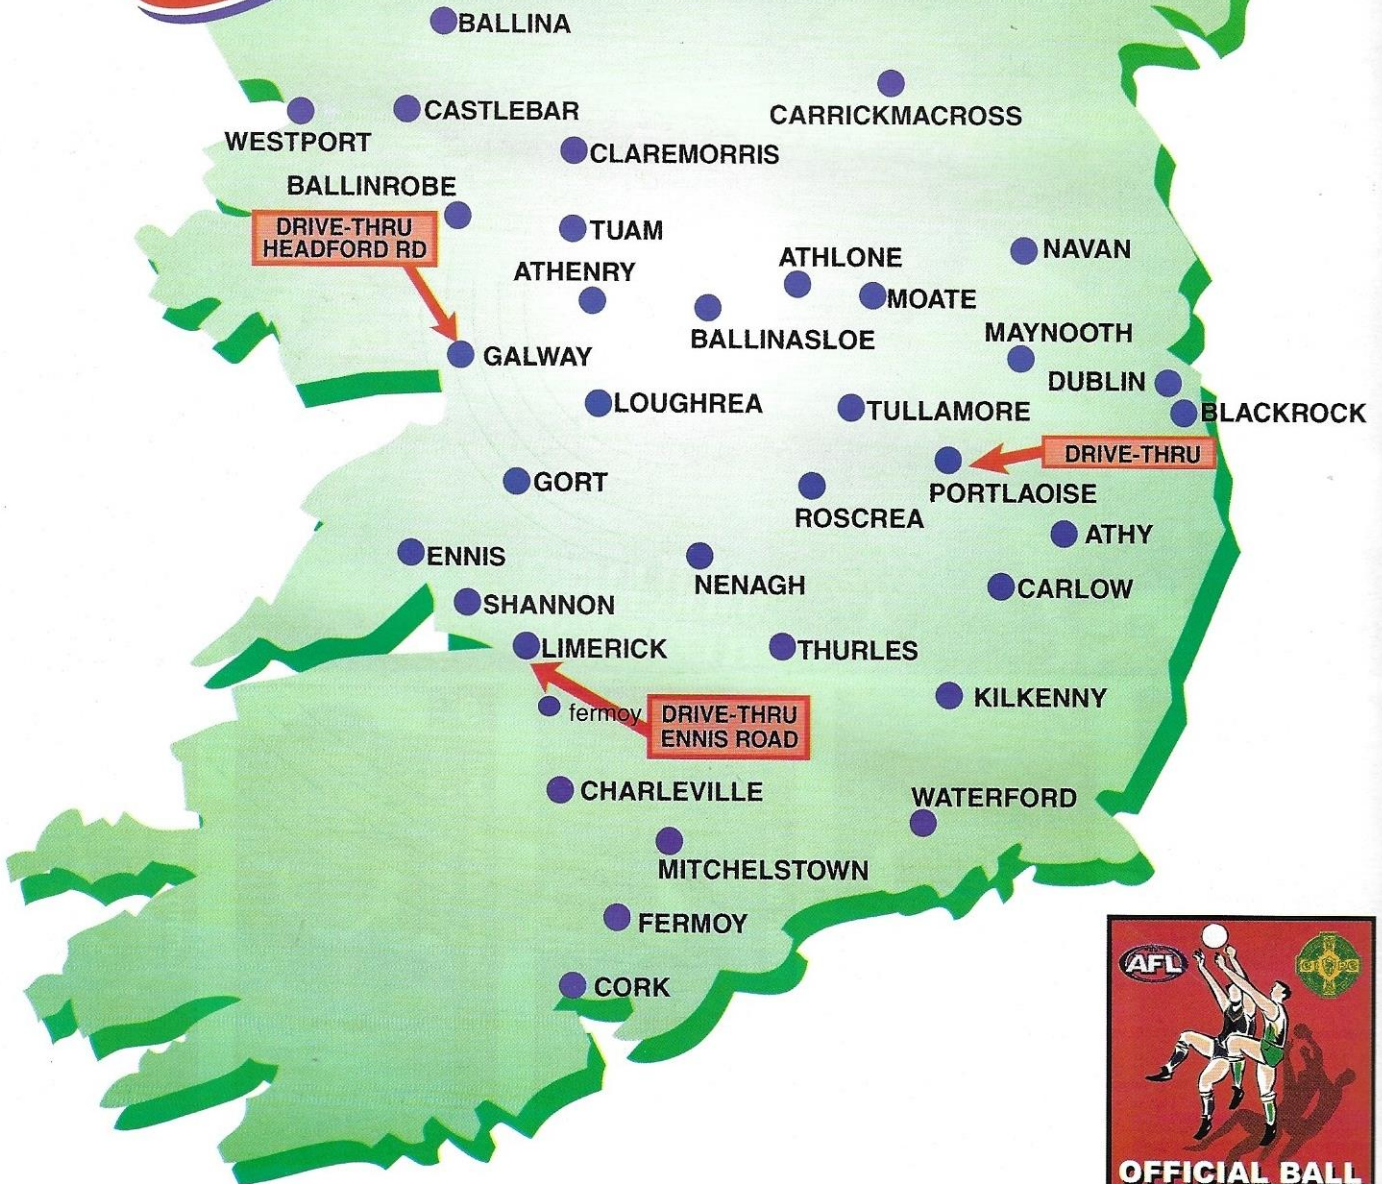 BALLINA
CARRICKMACROSS
CASTLEBAR
WESTPORT
CLAREMORRIS
BALLINROBE
DRIVE-THRU
HEADFORD RD
TUAM
NAVAN
ATHLONE
ATHENRY
MOATE
BALLINASLOE
MAYNOOTH
GALWAY
DUBLIN
LOUGHREA
TULLAMORE
BLACKROCK
DRIVE-THRU
GORT
PORTLAOISE
ROSCREA
ATHY
ENNIS
NENAGH
CARLOW
SHANNON
LIMERICK
THURLES
KILKENNY
fermoy
DRIVE-THRU
ENNIS ROAD
CHARLEVILLE
WATERFORD
MITCHELSTOWN
FERMOY
CORK
AFL
OFFICIAL BALL